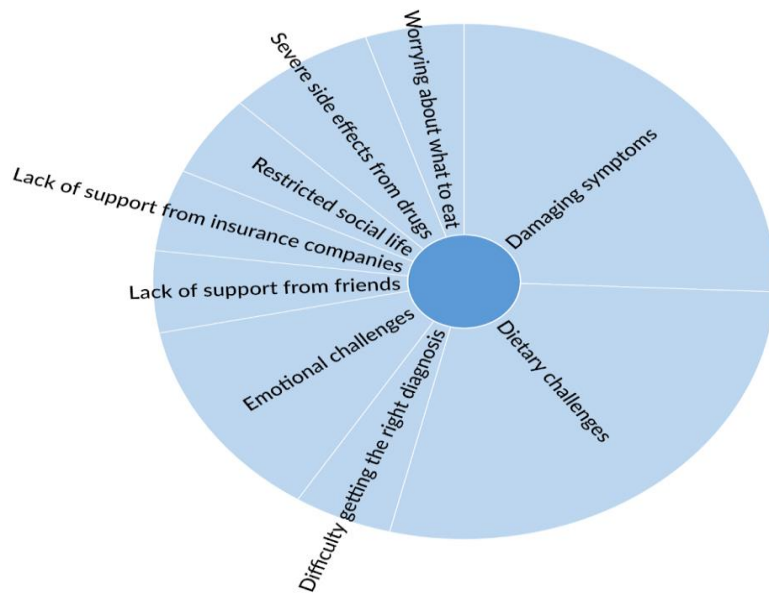 Worrying about what to eat
Damaging symptoms
Dietary challenges
Difficulty getting the right diagnosis
Emotional challenges
Lack of support from friends
Lack of support from insurance companies
Restricted social life
Severe side effects from drugs